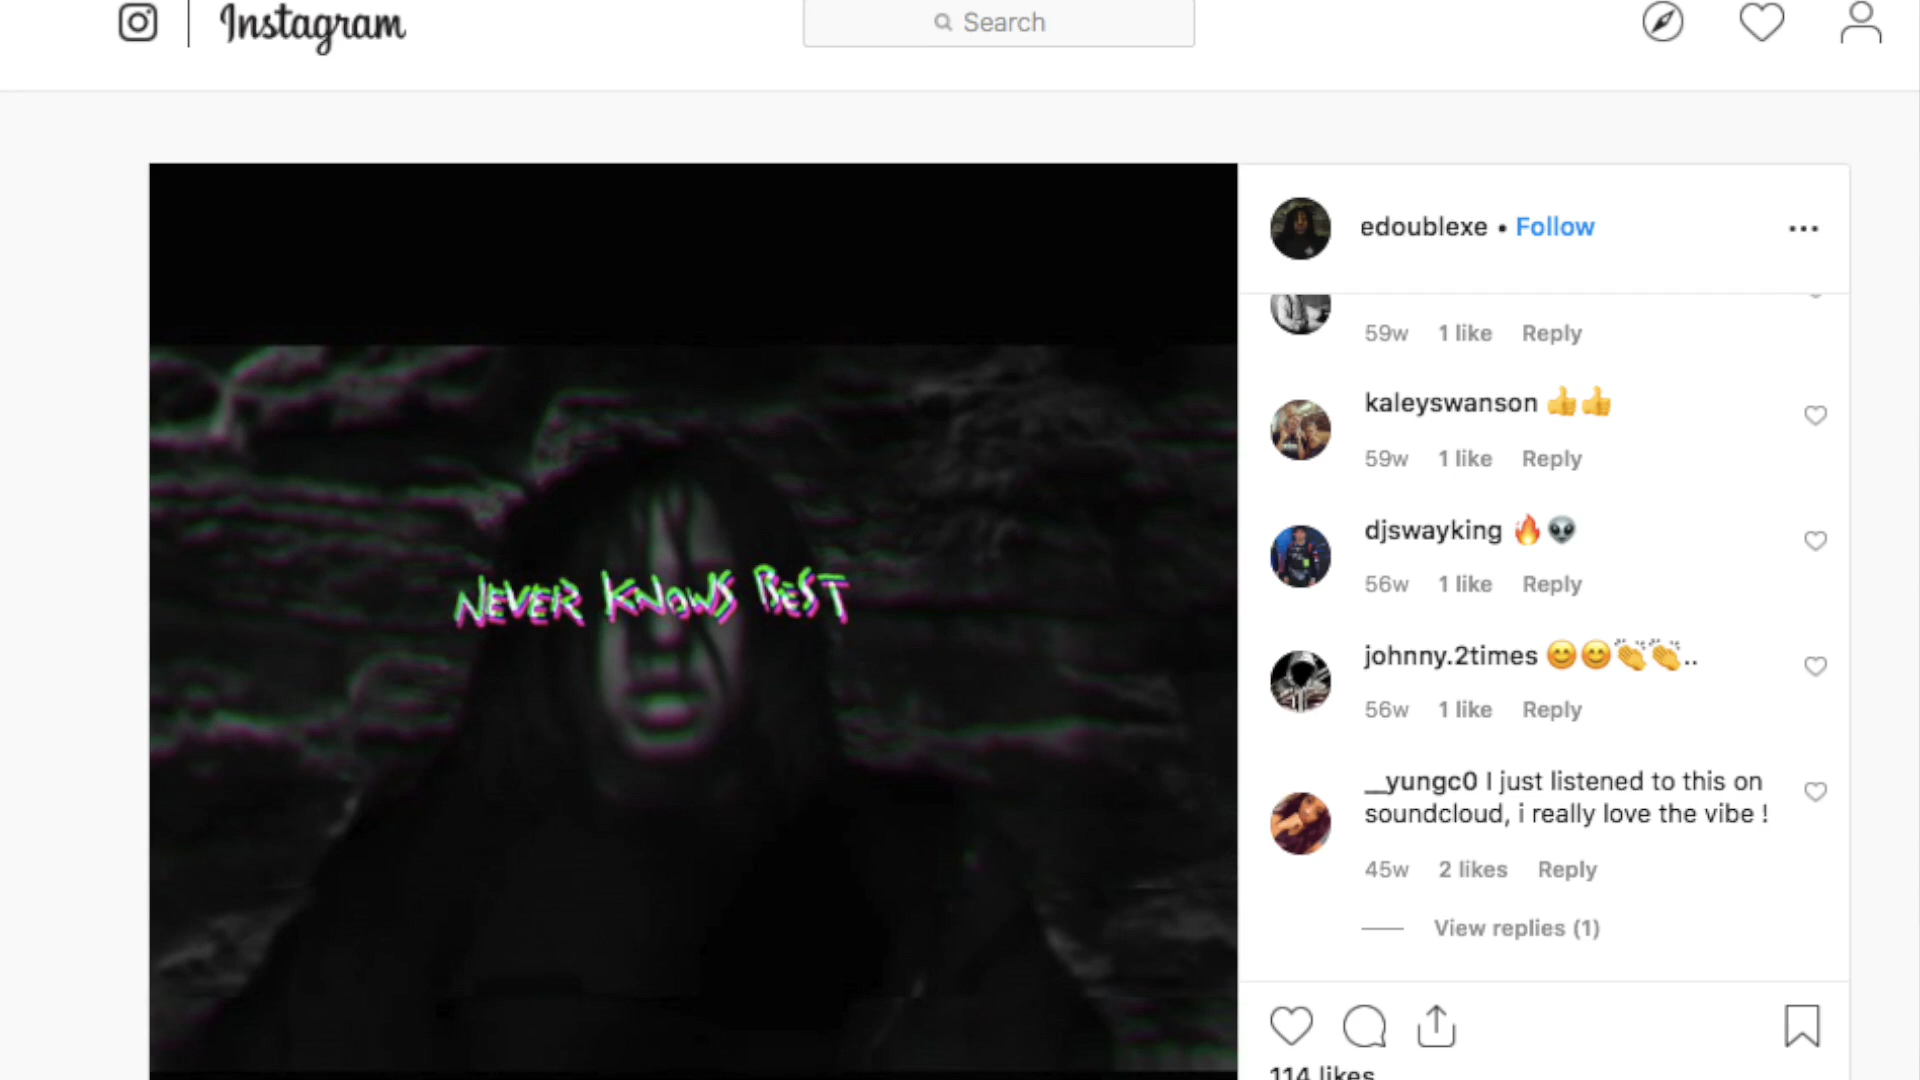 Instagram
Search
NEVER KNOWS BEST
edoublexe • Follow
59w 1 like Reply
kaleyswanson 👍👍
59w 1 like Reply
djswayking 🔥👽
56w 1 like Reply
johnny.2times 😊😊👏👏..
56w 1 like Reply
__yungc0 I just listened to this on
soundcloud, i really love the vibe !
45w 2 likes Reply
View replies (1)
114 likes